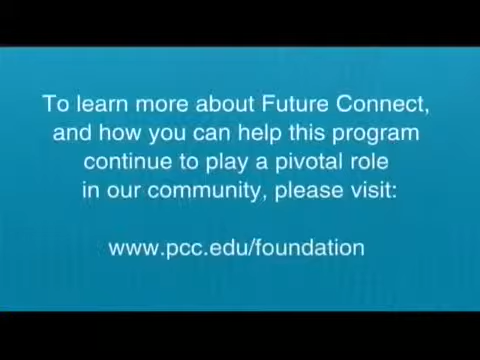 To learn more about Future Connect,
and how you can help this program
continue to play a pivotal role
in our community, please visit:
www.pcc.edu/foundation